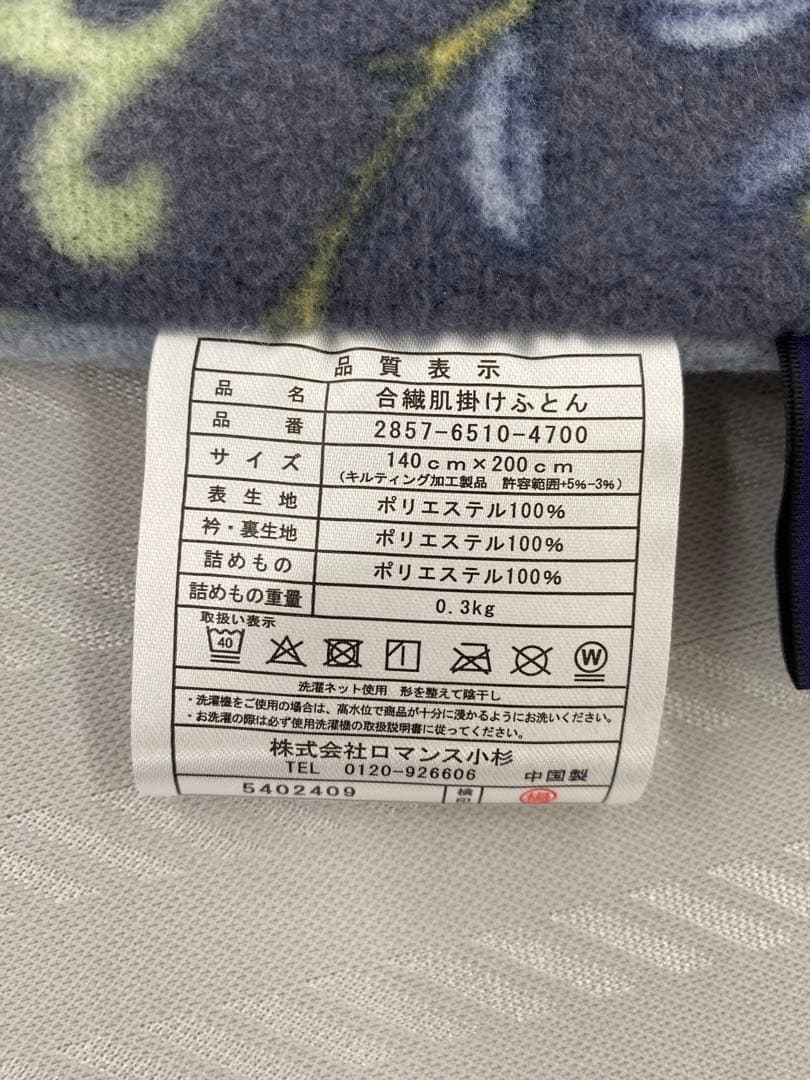 品質表示
品名 合繊肌掛けふとん
品番 2857-6510-4700
サイズ 140cm×200cm
(キルティング加工製品 許容範囲+5%-3%)
表生地 ポリエステル100%
衿・裏生地 ポリエステル100%
詰めもの ポリエステル100%
詰めもの重量 0.3kg
取扱い表示
40
W
洗濯ネット使用 形を整えて陰干し
・洗濯機をご使用の場合は、高水位で商品が十分に浸かるようにお洗いください。
・お洗濯の際は必ず使用洗濯機の取扱説明書に従ってください。
株式会社ロマンス小杉
TEL 0120-926606 中国製
5402409 検印